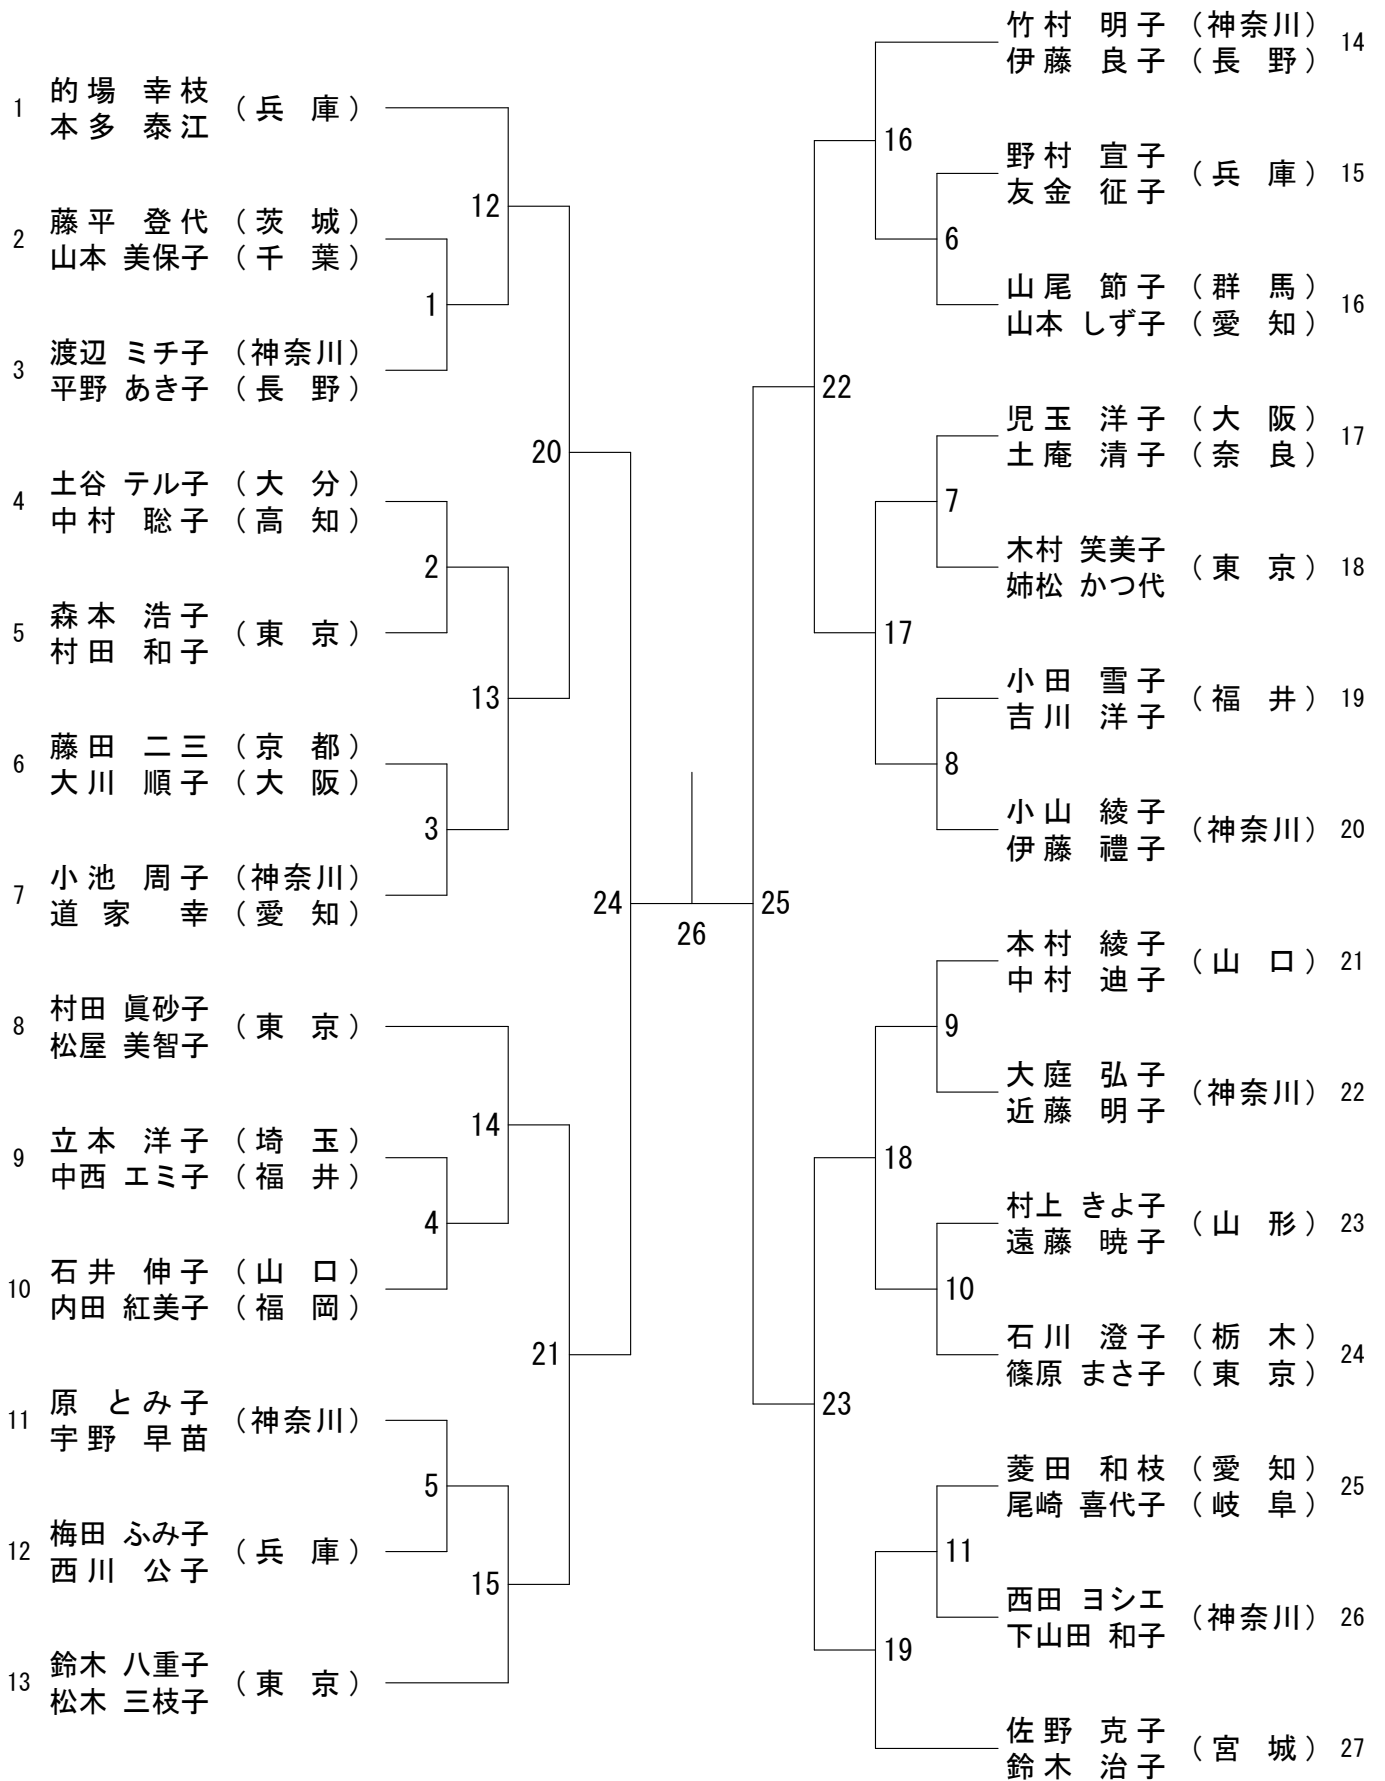 1 的場 幸枝 (兵庫)
本多 泰江
2 藤平 登代 (茨城)
山本 美保子 (千葉)
3 渡辺 ミチ子 (神奈川)
平野 あき子 (長野)
4 土谷 テル子 (大分)
中村 聡子 (高知)
5 森本 浩子 (東京)
村田 和子
6 藤田 二三 (京都)
大川 順子 (大阪)
7 小池 周子 (神奈川)
道家 幸 (愛知)
8 村田 眞砂子 (東京)
松屋 美智子
9 立本 洋子 (埼玉)
中西 エミ子 (福井)
10 石井 伸子 (山口)
内田 紅美子 (福岡)
11 原 とみ子 (神奈川)
宇野 早苗
12 梅田 ふみ子 (兵庫)
西川 公子
13 鈴木 八重子 (東京)
松木 三枝子
12
1
20
2
13
3
24
14
4
21
5
15
26
25
16
6
22
7
17
8
9
18
10
23
11
19
竹村 明子 (神奈川) 14
伊藤 良子 (長野)
野村 宣子 (兵庫) 15
友金 征子
山尾 節子 (群馬) 16
山本 しず子 (愛知)
児玉 洋子 (大阪) 17
土庵 清子 (奈良)
木村 笑美子 (東京) 18
姉松 かつ代
小田 雪子 (福井) 19
吉川 洋子
小山 綾子 (神奈川) 20
伊藤 禮子
本村 綾子 (山口) 21
中村 迪子
大庭 弘子 (神奈川) 22
近藤 明子
村上 きよ子 (山形) 23
遠藤 暁子
石川 澄子 (栃木) 24
篠原 まさ子 (東京)
菱田 和枝 (愛知) 25
尾崎 喜代子 (岐阜)
西田 ヨシエ (神奈川) 26
下山田 和子
佐野 克子 (宮城) 27
鈴木 治子